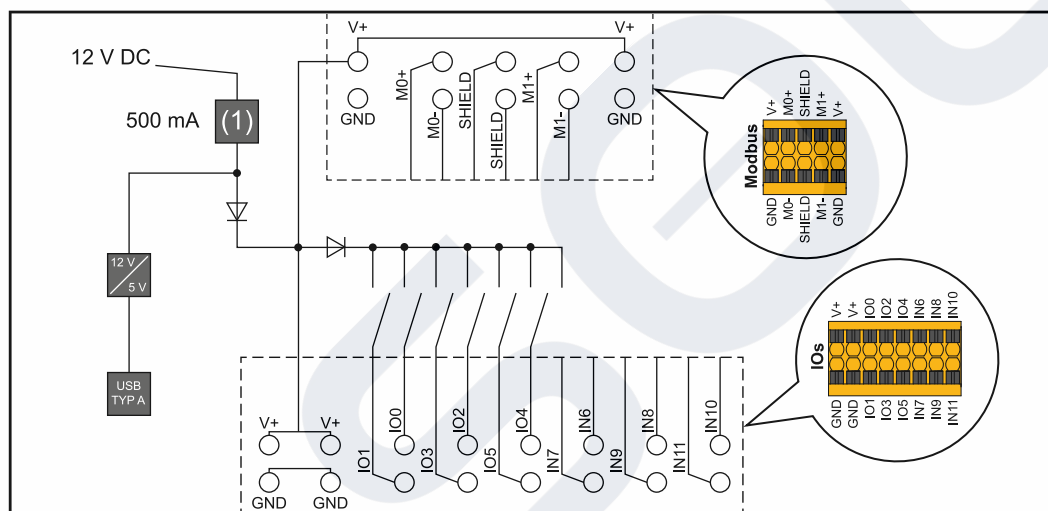 12 V DC
500 mA
(1)
12 V
5 V
USB
TYP A
V+
V+
M0+
SHIELD
M1+
GND
M0-
SHIELD
M1-
GND
Modbus
V+
M0+
SHIELD
M1+
V+
GND
M0-
SHIELD
M1-
GND
V+
V+
IO0
IO2
IO4
IN6
IN8
IN10
IO1
IO3
IO5
IN7
IN9
IN11
GND
GND
IOs
V+
V+
IO0
IO2
IO4
IN6
IN8
IN10
GND
GND
IO1
IO3
IO5
IN7
IN9
IN11